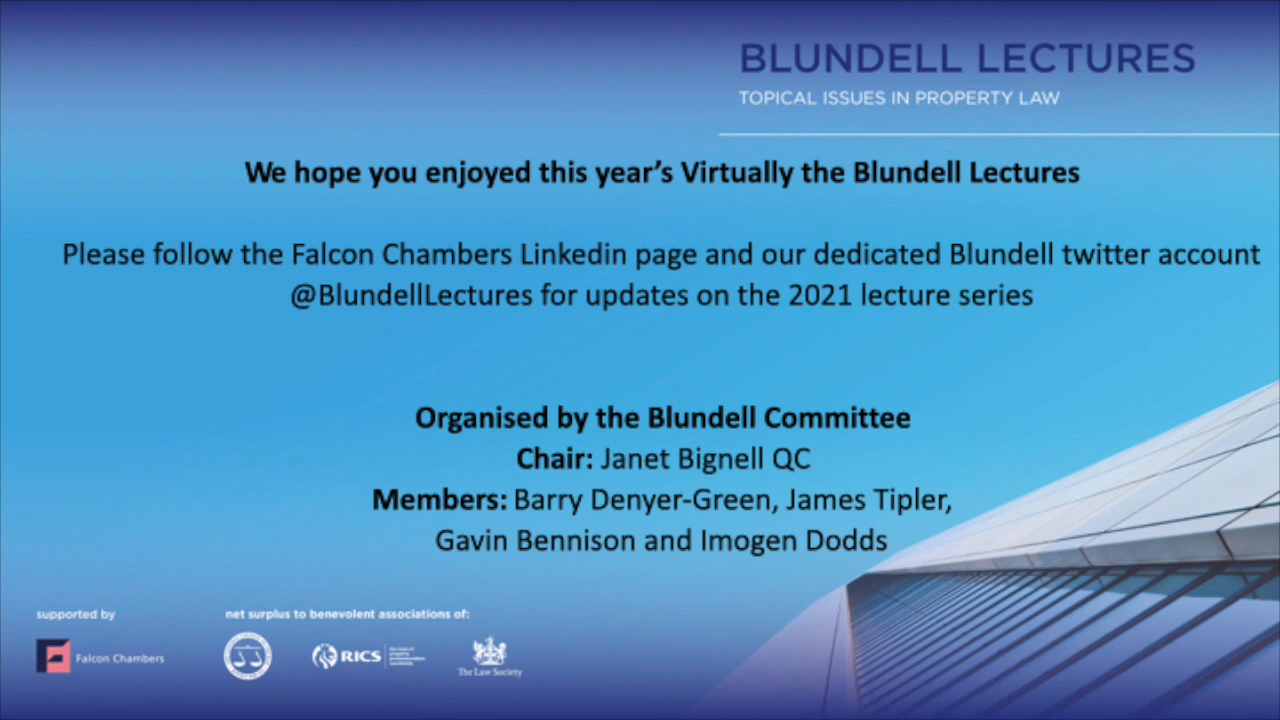 BLUNDELL LECTURES
TOPICAL ISSUES IN PROPERTY LAW
We hope you enjoyed this year's Virtually the Blundell Lectures
Please follow the Falcon Chambers Linkedin page and our dedicated Blundell twitter account
@BlundellLectures for updates on the 2021 lecture series
Organised by the Blundell Committee
Chair: Janet Bignell QC
Members: Barry Denyer-Green, James Tipler,
Gavin Bennison and Imogen Dodds
supported by
net surplus to benevolent associations of:
Falcon Chambers
RICS
The Law Society